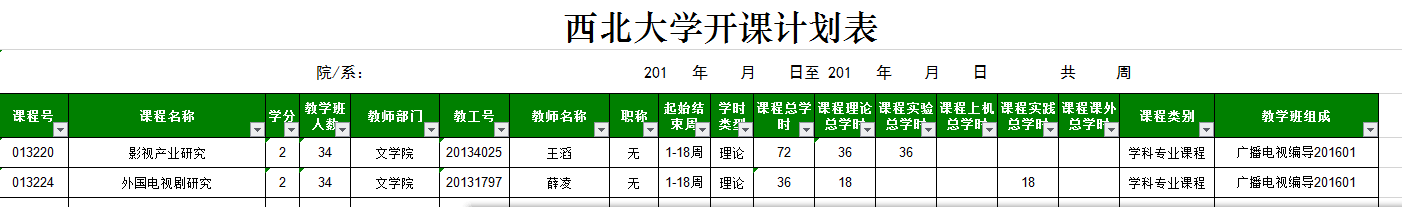 西北大学开课计划表
院/系： 201 年 月 日至 201 年 月 日 共 周
课程号 课程名称 学分 教学班人数 教师部门 教工号 教师名称 职称 起始结束周 学时类型 课程总学时 课程理论总学时 课程实验总学时 课程上机总学时 课程实践总学时 课程课外总学时 课程类别 教学班组成
013220 影视产业研究 2 34 文学院 20134025 王滔 无 1-18周 理论 72 36 36 学科专业课程 广播电视编导201601
013224 外国电视剧研究 2 34 文学院 20131797 薛凌 无 1-18周 理论 36 18 18 学科专业课程 广播电视编导201601